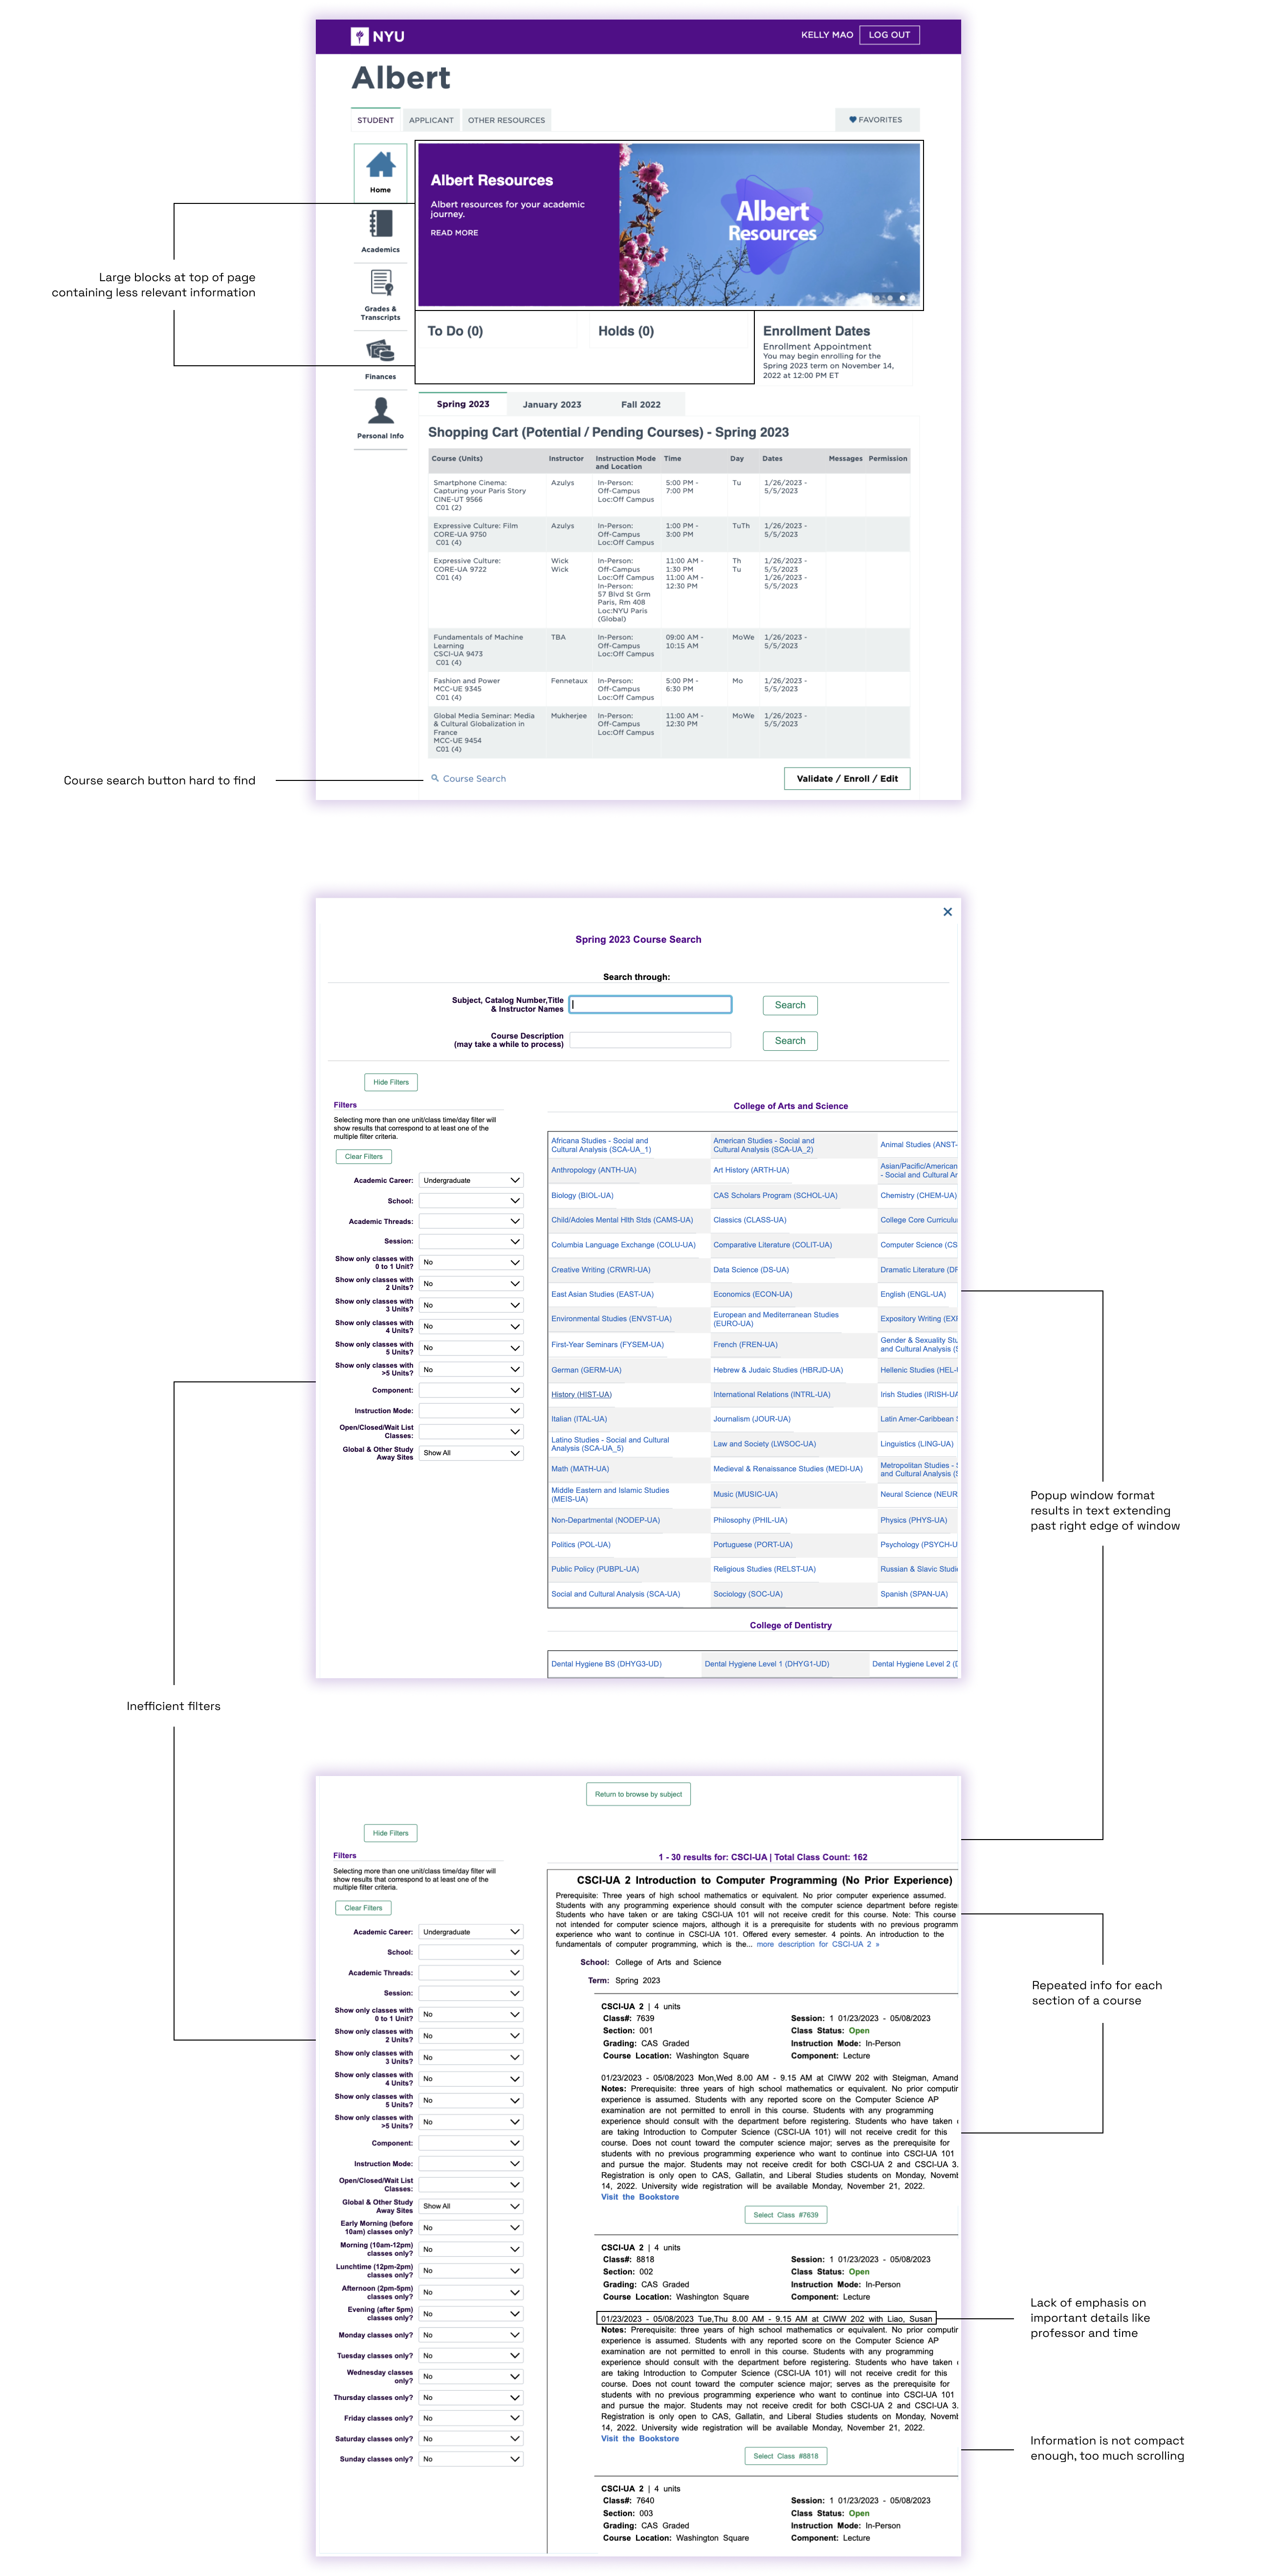 NYU
KELLY MAO
LOG OUT
Albert
STUDENT
APPLICANT
OTHER RESOURCES
FAVORITES
Home
Academics
Grades &
Transcripts
Finances
Personal Info
Albert Resources
Albert resources for your academic
journey.
READ MORE
Albert
Resources
Large blocks at top of page
containing less relevant information
To Do (0)
Holds (0)
Enrollment Dates
Enrollment Appointment
You may begin enrolling for the
Spring 2023 term on November 14,
2022 at 12:00 PM ET
Spring 2023
January 2023
Fall 2022
Shopping Cart (Potential / Pending Courses) - Spring 2023
Course (Units)
Instructor
Instruction Mode
and Location
Time
Day
Dates
Messages
Permission
Smartphone Cinema:
Capturing your Paris Story
CINE-UT 9566
C01 (2)
Azulys
In-Person:
Off-Campus
Loc:Off Campus
5:00 PM -
7:00 PM
Tu
1/26/2023 -
5/5/2023
Expressive Culture: Film
CORE-UA 9750
C01 (4)
Azulys
In-Person:
Off-Campus
Loc:Off Campus
1:00 PM -
3:00 PM
TuTh
1/26/2023 -
5/5/2023
Expressive Culture:
CORE-UA 9722
C01 (4)
Wick
Wick
In-Person:
Off-Campus
Loc:Off Campus
In-Person:
57 Blvd St Grm
Paris, Rm 408
Loc:NYU Paris
(Global)
11:00 AM -
1:30 PM
11:00 AM -
12:30 PM
Th
Tu
1/26/2023 -
5/5/2023
1/26/2023 -
5/5/2023
Fundamentals of Machine
Learning
CSCI-UA 9473
C01 (4)
TBA
In-Person:
Off-Campus
Loc:Off Campus
09:00 AM -
10:15 AM
MoWe
1/26/2023 -
5/5/2023
Fashion and Power
MCC-UE 9345
C01 (4)
Fennetaux
In-Person:
Off-Campus
Loc:Off Campus
5:00 PM -
6:30 PM
Mo
1/26/2023 -
5/5/2023
Global Media Seminar: Media
& Cultural Globalization in
France
MCC-UE 9454
C01 (4)
Mukherjee
In-Person:
Off-Campus
Loc:Off Campus
11:00 AM -
12:30 PM
MoWe
1/26/2023 -
5/5/2023
Course search button hard to find
Course Search
Validate / Enroll / Edit
Spring 2023 Course Search
Search through:
Subject, Catalog Number,Title
& Instructor Names
Search
Course Description
(may take a while to process)
Search
Hide Filters
Filters
Selecting more than one unit/class time/day filter will
show results that correspond to at least one of the
multiple filter criteria.
Clear Filters
Academic Career: Undergraduate
School:
Academic Threads:
Session:
Show only classes with
0 to 1 Unit? No
Show only classes with
2 Units? No
Show only classes with
3 Units? No
Show only classes with
4 Units? No
Show only classes with
5 Units? No
Show only classes with
>5 Units? No
Component:
Instruction Mode:
Open/Closed/Wait List
Classes:
Global & Other Study
Away Sites Show All
College of Arts and Science
Africana Studies - Social and
Cultural Analysis (SCA-UA_1)
American Studies - Social and
Cultural Analysis (SCA-UA_2)
Animal Studies (ANST-
Anthropology (ANTH-UA)
Art History (ARTH-UA)
Asian/Pacific/American
- Social and Cultural An
Biology (BIOL-UA)
CAS Scholars Program (SCHOL-UA)
Chemistry (CHEM-UA)
Child/Adoles Mental Hlth Stds (CAMS-UA)
Classics (CLASS-UA)
College Core Curriculu
Columbia Language Exchange (COLU-UA)
Comparative Literature (COLIT-UA)
Computer Science (CS
Creative Writing (CRWRI-UA)
Data Science (DS-UA)
Dramatic Literature (DR
East Asian Studies (EAST-UA)
Economics (ECON-UA)
English (ENGL-UA)
Environmental Studies (ENVST-UA)
European and Mediterranean Studies
(EURO-UA)
Expository Writing (EXP
First-Year Seminars (FYSEM-UA)
French (FREN-UA)
Gender & Sexuality Stu
and Cultural Analysis (S
German (GERM-UA)
Hebrew & Judaic Studies (HBRJD-UA)
Hellenic Studies (HEL-
History (HIST-UA)
International Relations (INTRL-UA)
Irish Studies (IRISH-UA
Italian (ITAL-UA)
Journalism (JOUR-UA)
Latin Amer-Caribbean
Latino Studies - Social and Cultural
Analysis (SCA-UA_5)
Law and Society (LWSOC-UA)
Linguistics (LING-UA)
Math (MATH-UA)
Medieval & Renaissance Studies (MEDI-UA)
Metropolitan Studies - S
and Cultural Analysis (S
Middle Eastern and Islamic Studies
(MEIS-UA)
Music (MUSIC-UA)
Neural Science (NEUR
Non-Departmental (NODEP-UA)
Philosophy (PHIL-UA)
Physics (PHYS-UA)
Politics (POL-UA)
Portuguese (PORT-UA)
Psychology (PSYCH-U
Public Policy (PUBPL-UA)
Religious Studies (RELST-UA)
Russian & Slavic Studi
Social and Cultural Analysis (SCA-UA)
Sociology (SOC-UA)
Spanish (SPAN-UA)
College of Dentistry
Dental Hygiene BS (DHYG3-UD)
Dental Hygiene Level 1 (DHYG1-UD)
Dental Hygiene Level 2 (D
Popup window format
results in text extending
past right edge of window
Inefficient filters
Return to browse by subject
Hide Filters
Filters
Selecting more than one unit/class time/day filter will
show results that correspond to at least one of the
multiple filter criteria.
Clear Filters
Academic Career: Undergraduate
School:
Academic Threads:
Session:
Show only classes with
0 to 1 Unit? No
Show only classes with
2 Units? No
Show only classes with
3 Units? No
Show only classes with
4 Units? No
Show only classes with
5 Units? No
Show only classes with
>5 Units? No
Component:
Instruction Mode:
Open/Closed/Wait List
Classes:
Global & Other Study
Away Sites Show All
Early Morning (before
10am) classes only? No
Morning (10am-12pm)
classes only? No
Lunchtime (12pm-2pm)
classes only? No
Afternoon (2pm-5pm)
classes only? No
Evening (after 5pm)
classes only? No
Monday classes only? No
Tuesday classes only? No
Wednesday classes
only? No
Thursday classes only? No
Friday classes only? No
Saturday classes only? No
Sunday classes only? No
1 - 30 results for: CSCI-UA | Total Class Count: 162
CSCI-UA 2 Introduction to Computer Programming (No Prior Experience)
Prerequisite: Three years of high school mathematics or equivalent. No prior computer experience assumed.
Students with any programming experience should consult with the computer science department before registe
Students who have taken or are taking CSCI-UA 101 will not receive credit for this course. Note: This course
not intended for computer science majors, although it is a prerequisite for students with no previous programm
experience who want to continue in CSCI-UA 101. Offered every semester. 4 points. An introduction to the
fundamentals of computer programming, which is the... more description for CSCI-UA 2 »
School: College of Arts and Science
Term: Spring 2023
CSCI-UA 2 | 4 units
Class#: 7639
Session: 1 01/23/2023 - 05/08/2023
Section: 001
Class Status: Open
Grading: CAS Graded
Instruction Mode: In-Person
Course Location: Washington Square
Component: Lecture
01/23/2023 - 05/08/2023 Mon,Wed 8.00 AM - 9.15 AM at CIWW 202 with Steigman, Amand
Notes: Prerequisite: three years of high school mathematics or equivalent. No prior computin
experience is assumed. Students with any reported score on the Computer Science AP
examination are not permitted to enroll in this course. Students with any programming
experience should consult with the department before registering. Students who have taken
are taking Introduction to Computer Science (CSCI-UA 101) will not receive credit for this
course. Does not count toward the computer science major; serves as the prerequisite for
students with no previous programming experience who want to continue into CSCI-UA 101
and pursue the major. Students may not receive credit for both CSCI-UA 2 and CSCI-UA 3.
Registration is only open to CAS, Gallatin, and Liberal Studies students on Monday, Novemb
14, 2022. University wide registration will be available Monday, November 21, 2022.
Visit the Bookstore
Select Class #7639
Repeated info for each
section of a course
CSCI-UA 2 | 4 units
Class#: 8818
Session: 1 01/23/2023 - 05/08/2023
Section: 002
Class Status: Open
Grading: CAS Graded
Instruction Mode: In-Person
Course Location: Washington Square
Component: Lecture
01/23/2023 - 05/08/2023 Tue,Thu 8.00 AM - 9.15 AM at CIWW 202 with Liao, Susan
Notes: Prerequisite: three years of high school mathematics or equivalent. No prior computin
experience is assumed. Students with any reported score on the Computer Science AP
examination are not permitted to enroll in this course. Students with any programming
experience should consult with the department before registering. Students who have taken
are taking Introduction to Computer Science (CSCI-UA 101) will not receive credit for this
course. Does not count toward the computer science major; serves as the prerequisite for
students with no previous programming experience who want to continue into CSCI-UA 101
and pursue the major. Students may not receive credit for both CSCI-UA 2 and CSCI-UA 3.
Registration is only open to CAS, Gallatin, and Liberal Studies students on Monday, Novemb
14, 2022. University wide registration will be available Monday, November 21, 2022.
Visit the Bookstore
Select Class #8818
Lack of emphasis on
important details like
professor and time
Information is not compact
enough, too much scrolling
CSCI-UA 2 | 4 units
Class#: 7640
Session: 1 01/23/2023 - 05/08/2023
Section: 003
Class Status: Open
Grading: CAS Graded
Instruction Mode: In-Person
Course Location: Washington Square
Component: Lecture